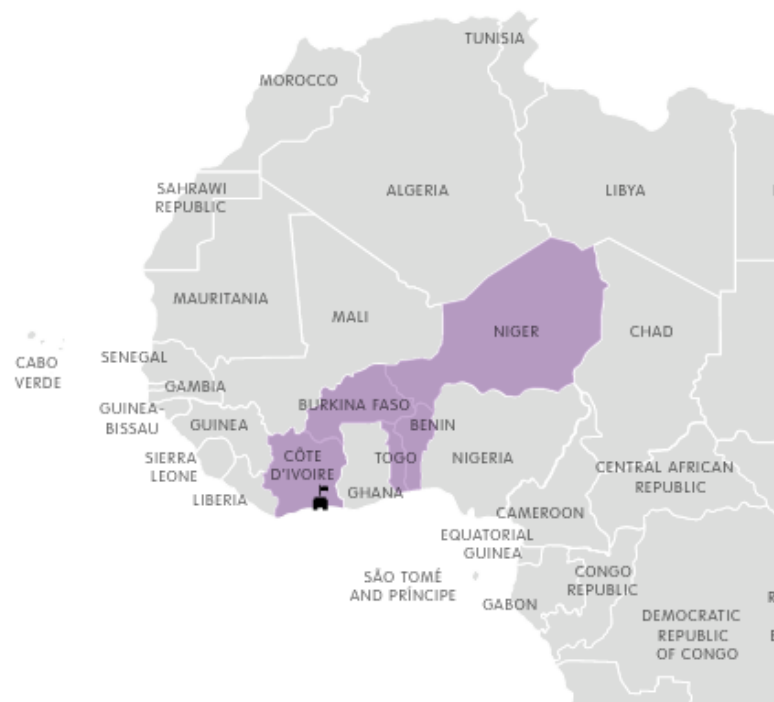 TUNISIA
MOROCCO
ALGERIA
LIBYA
SAHRAWI
REPUBLIC
MAURITANIA
MALI
NIGER
CHAD
CABO
VERDE
SENEGAL
GAMBIA
GUINEA-
BISSAU
GUINEA
BURKINA FASO
BENIN
SIERRA
LEONE
CÔTE
D'IVOIRE
TOGO
NIGERIA
LIBERIA
GHANA
CENTRAL AFRICAN
REPUBLIC
CAMEROON
EQUATORIAL
GUINEA
SÃO TOMÉ
AND PRÍNCIPE
GABON
CONGO
REPUBLIC
DEMOCRATIC
REPUBLIC
OF CONGO